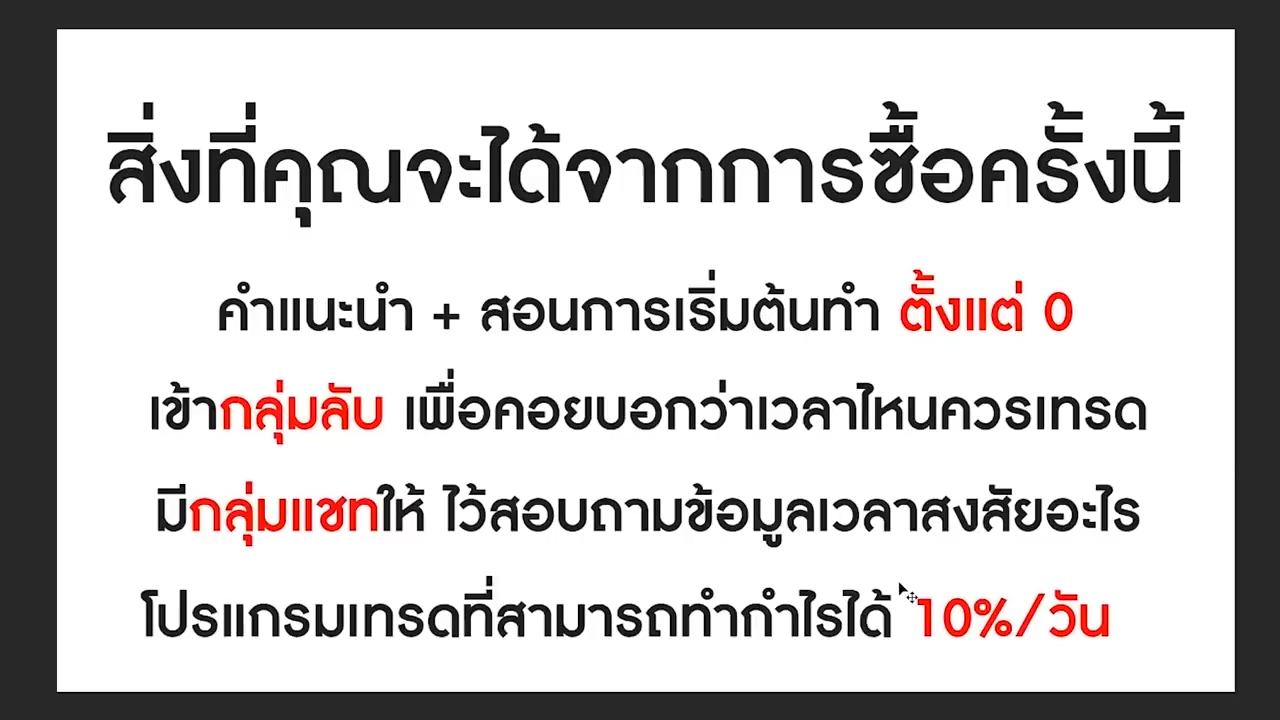 สิ่งที่คุณจะได้จากการซื้อครั้งนี้
คำแนะนำ + สอนการเริ่มต้นทำ ตั้งแต่ 0
เข้ากลุ่มลับ เพื่อคอยบอกว่าเวลาไหนควรเทรด
มีกลุ่มแชทให้ ไว้สอบถามข้อมูลเวลาสงสัยอะไร
โปรแกรมเทรดที่สามารถทำกำไรได้ 10%/วัน